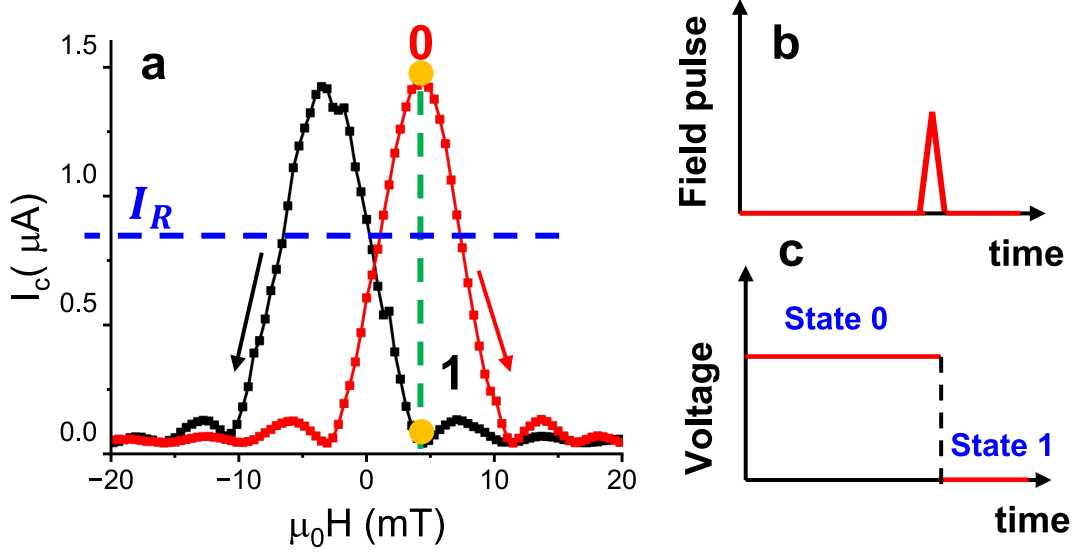 a
0
1.5
1.0
0.5
0.0
I_c( μA)
I_R
1
−20
−10
0
10
20
μ₀H (mT)
b
Field pulse
time
c
Voltage
State 0
State 1
time